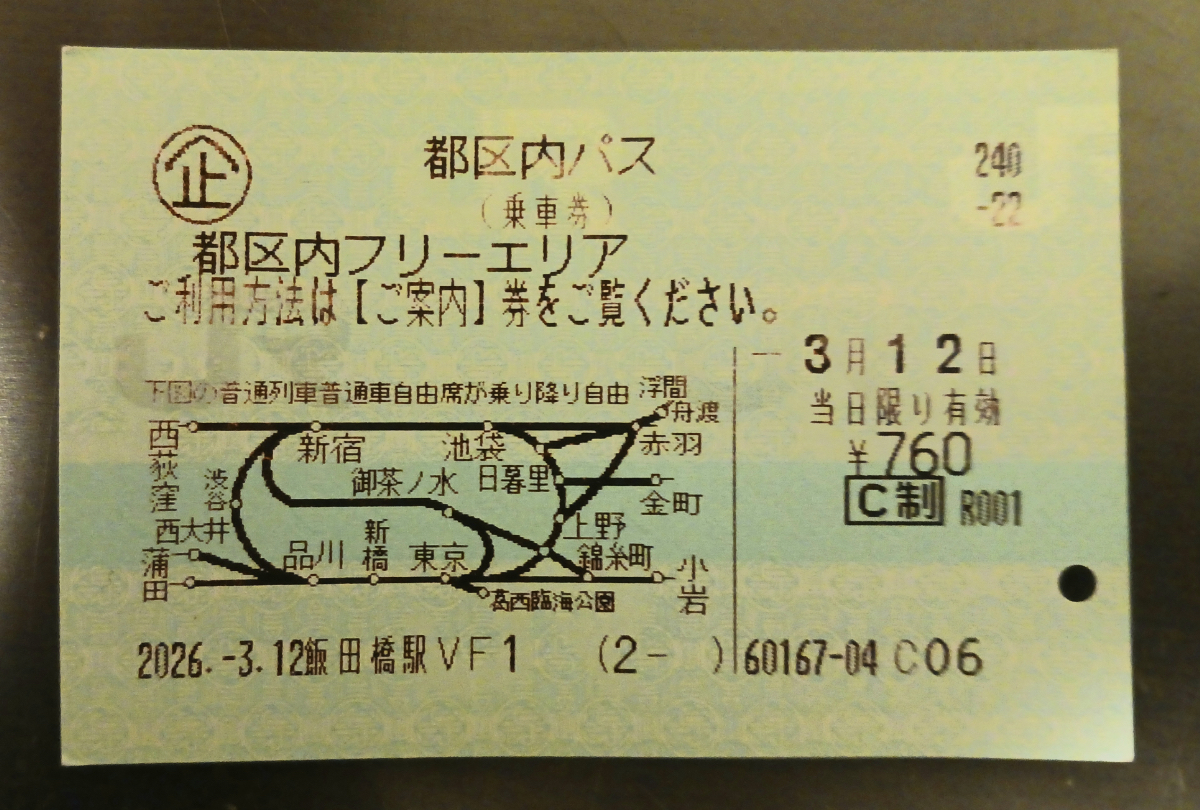 企
都区内パス
240
(乗車券)
-22
都区内フリーエリア
ご利用方法は【ご案内】券をご覧ください。
3月12日
下図の普通列車普通車自由席が乗り降り自由
当日限り有効
¥760
C制 R001
浮間舟渡
西荻窪
新宿
池袋
赤羽
渋谷
御茶ノ水
日暮里
金町
西大井
新橋
上野
蒲田
品川
東京
錦糸町
小岩
葛西臨海公園
2026.-3.12飯田橋駅VF1 (2- ) 60167-04 C06